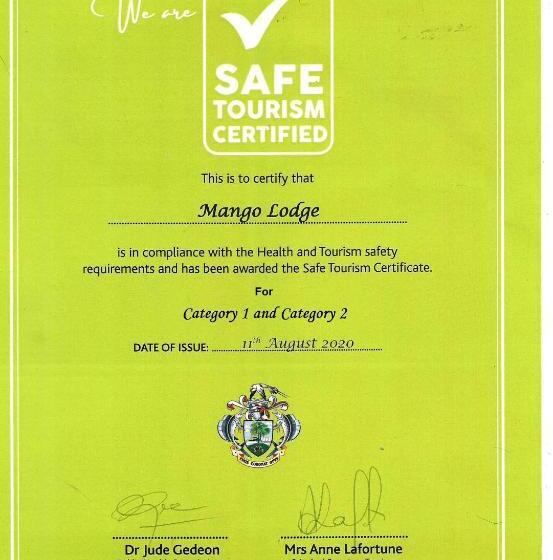 We are
SAFE
TOURISM
CERTIFIED
This is to certify that
Mango Lodge
is in compliance with the Health and Tourism safety
requirements and has been awarded the Safe Tourism Certificate.
For
Category 1 and Category 2
DATE OF ISSUE: 11th August 2020
Dr Jude Gedeon
Mrs Anne Lafortune